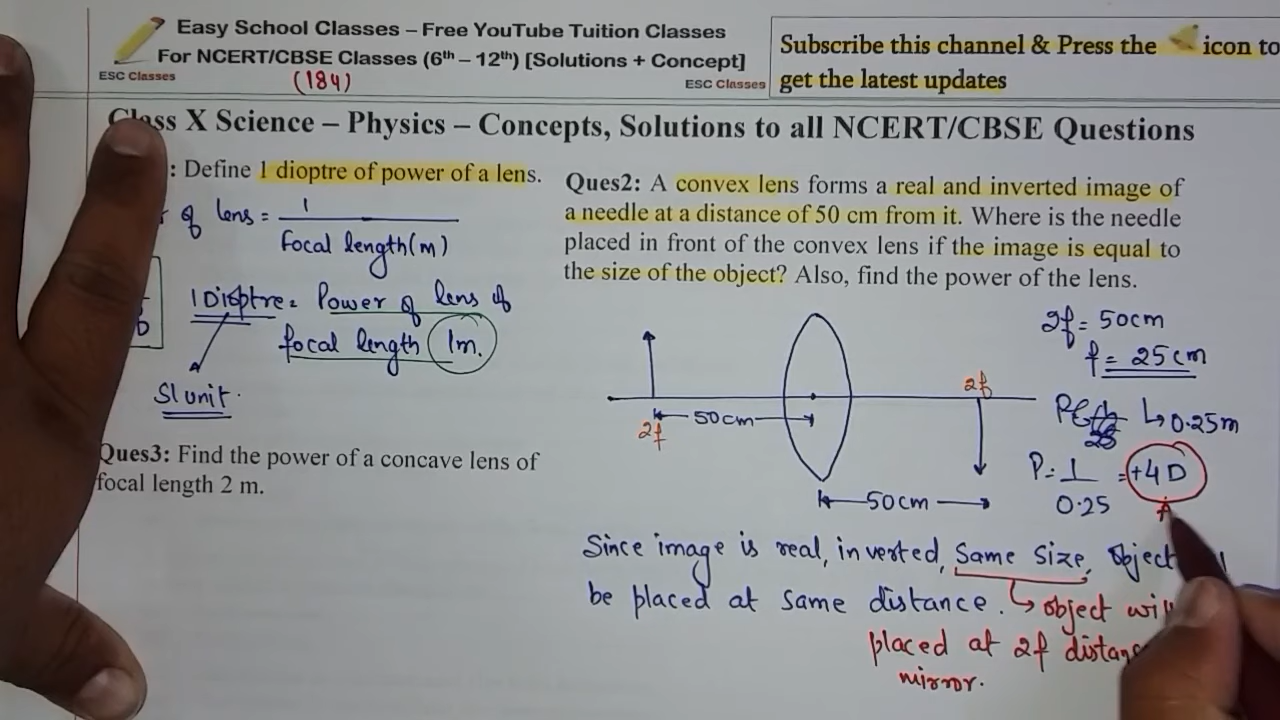 Easy School Classes – Free YouTube Tuition Classes
For NCERT/CBSE Classes (6th – 12th) [Solutions + Concept]
ESC Classes
(184)
ESC Classes
Subscribe this channel & Press the icon to
get the latest updates
Class X Science – Physics – Concepts, Solutions to all NCERT/CBSE Questions
: Define 1 dioptre of power of a lens.
of lens = 1
Focal length(m)
1 Dioptre = Power of lens of
focal length 1m.
SI unit.
Ques3: Find the power of a concave lens of
focal length 2 m.
Ques2: A convex lens forms a real and inverted image of
a needle at a distance of 50 cm from it. Where is the needle
placed in front of the convex lens if the image is equal to
the size of the object? Also, find the power of the lens.
2f = 50cm
f = 25cm
0.25m
P = 1
0.25
= +4D
2f
50cm
2f
50cm
Since image is real, inverted, Same size, Object
be placed at same distance. object
placed at 2f
mirror.